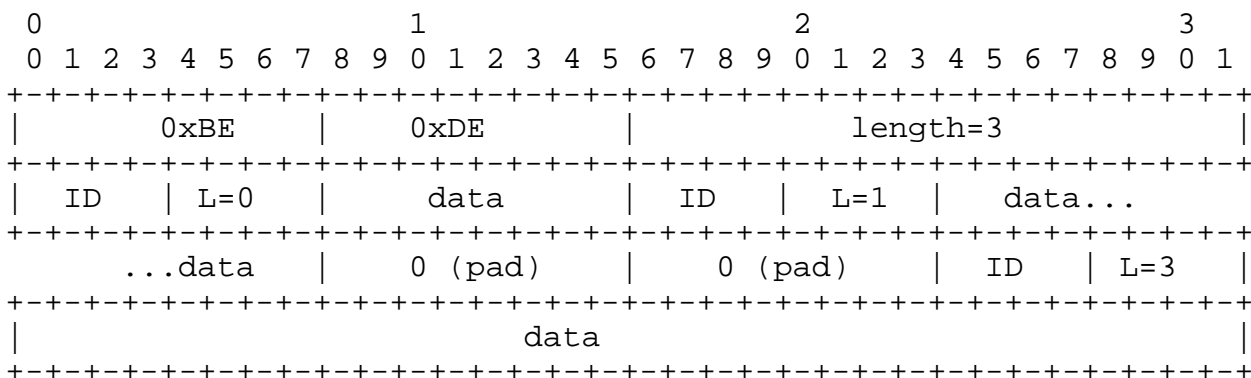 0                   1                   2                   3
 0 1 2 3 4 5 6 7 8 9 0 1 2 3 4 5 6 7 8 9 0 1 2 3 4 5 6 7 8 9 0 1
+-+-+-+-+-+-+-+-+-+-+-+-+-+-+-+-+-+-+-+-+-+-+-+-+-+-+-+-+-+-+-+-+
|       0xBE    |    0xDE       |           length=3            |
+-+-+-+-+-+-+-+-+-+-+-+-+-+-+-+-+-+-+-+-+-+-+-+-+-+-+-+-+-+-+-+-+
|  ID   | L=0   |     data      |  ID   |  L=1  |   data...
+-+-+-+-+-+-+-+-+-+-+-+-+-+-+-+-+-+-+-+-+-+-+-+-+-+-+-+-+-+-+-+-+
      ...data   |    0 (pad)    |    0 (pad)    |  ID   | L=3   |
+-+-+-+-+-+-+-+-+-+-+-+-+-+-+-+-+-+-+-+-+-+-+-+-+-+-+-+-+-+-+-+-+
|                          data                                 |
+-+-+-+-+-+-+-+-+-+-+-+-+-+-+-+-+-+-+-+-+-+-+-+-+-+-+-+-+-+-+-+-+